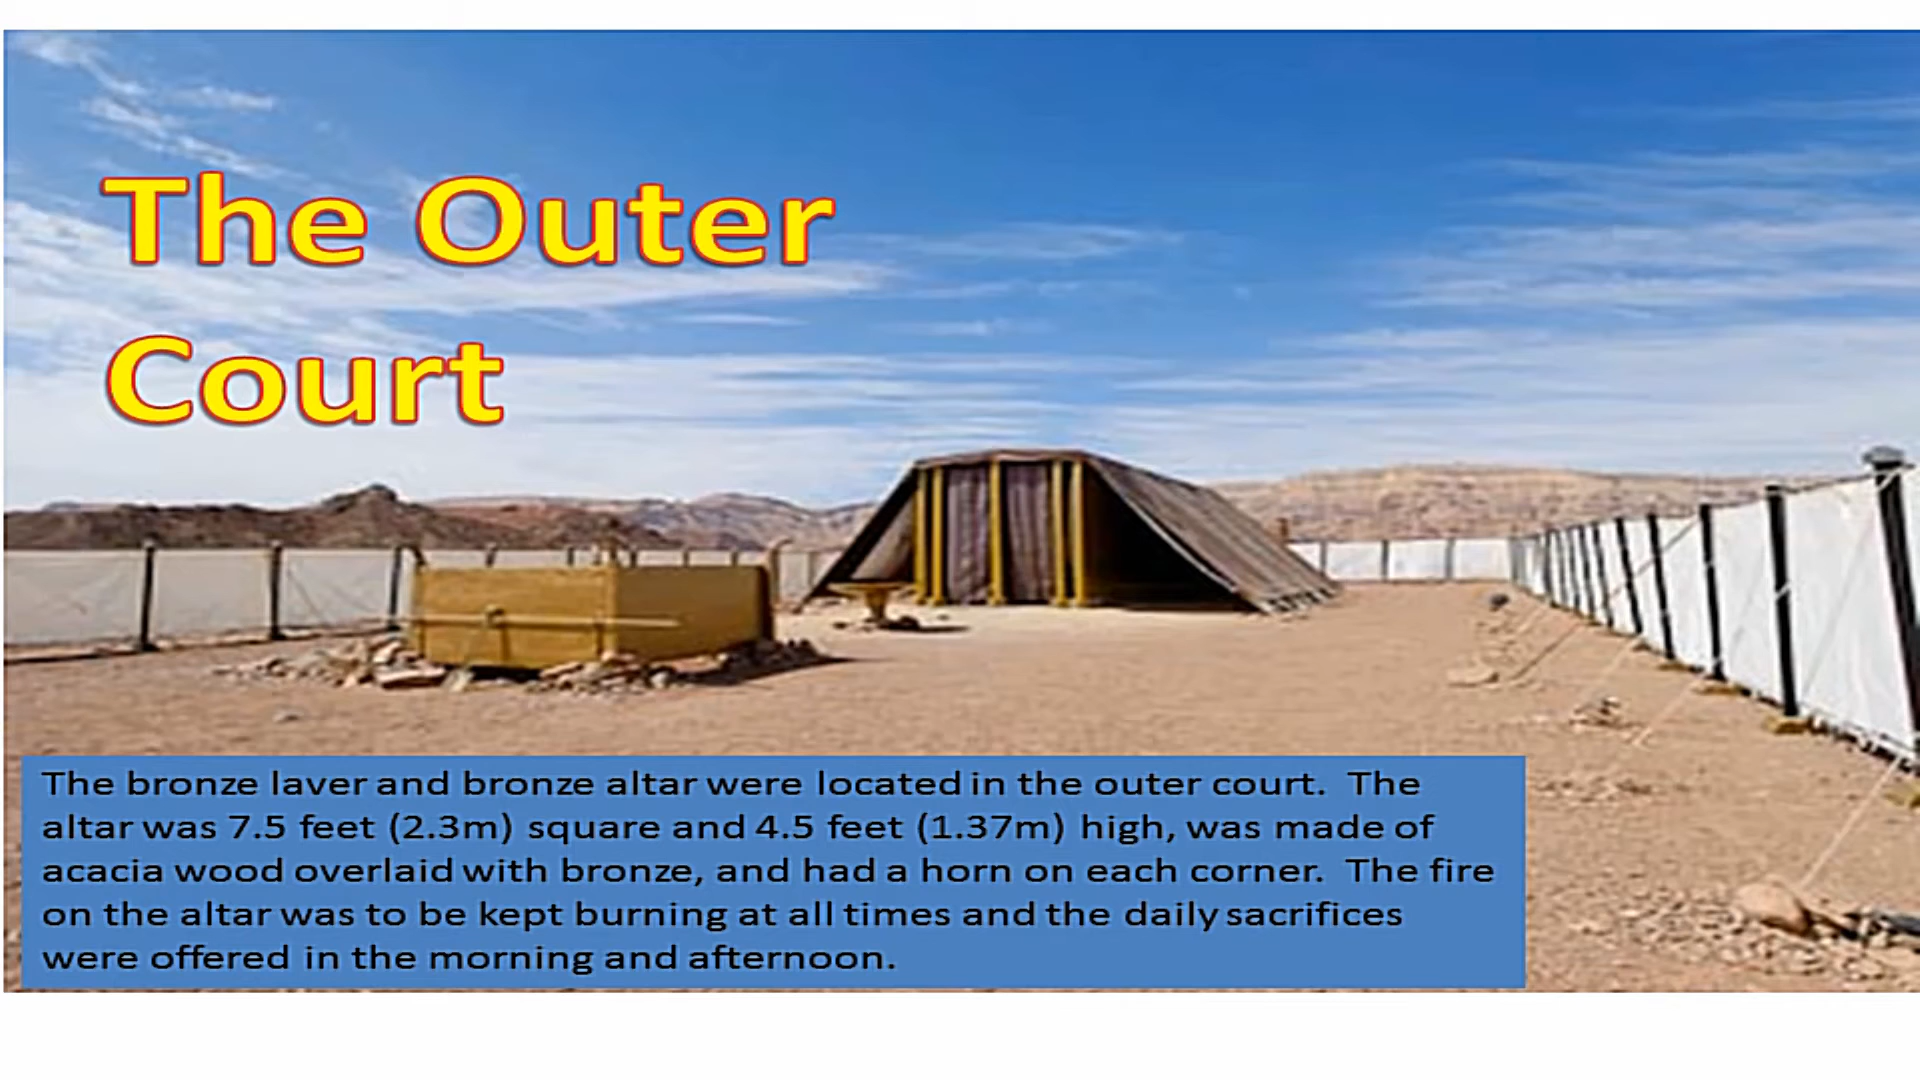 The Outer
Court
The bronze laver and bronze altar were located in the outer court.  The
altar was 7.5 feet (2.3m) square and 4.5 feet (1.37m) high, was made of
acacia wood overlaid with bronze, and had a horn on each corner.  The fire
on the altar was to be kept burning at all times and the daily sacrifices
were offered in the morning and afternoon.